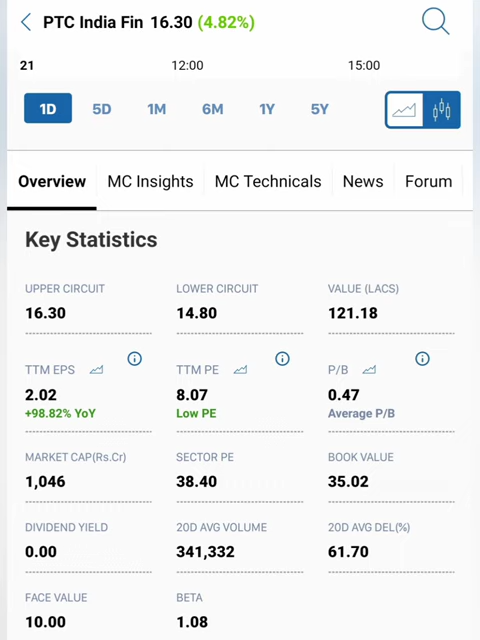 PTC India Fin 16.30 (4.82%)
21 12:00 15:00
1D 5D 1M 6M 1Y 5Y
Overview MC Insights MC Technicals News Forum
Key Statistics
UPPER CIRCUIT LOWER CIRCUIT VALUE (LACS)
16.30 14.80 121.18
TTM EPS TTM PE P/B
2.02 8.07 0.47
+98.82% YoY Low PE Average P/B
MARKET CAP(Rs.Cr) SECTOR PE BOOK VALUE
1,046 38.40 35.02
DIVIDEND YIELD 20D AVG VOLUME 20D AVG DEL(%)
0.00 341,332 61.70
FACE VALUE BETA
10.00 1.08